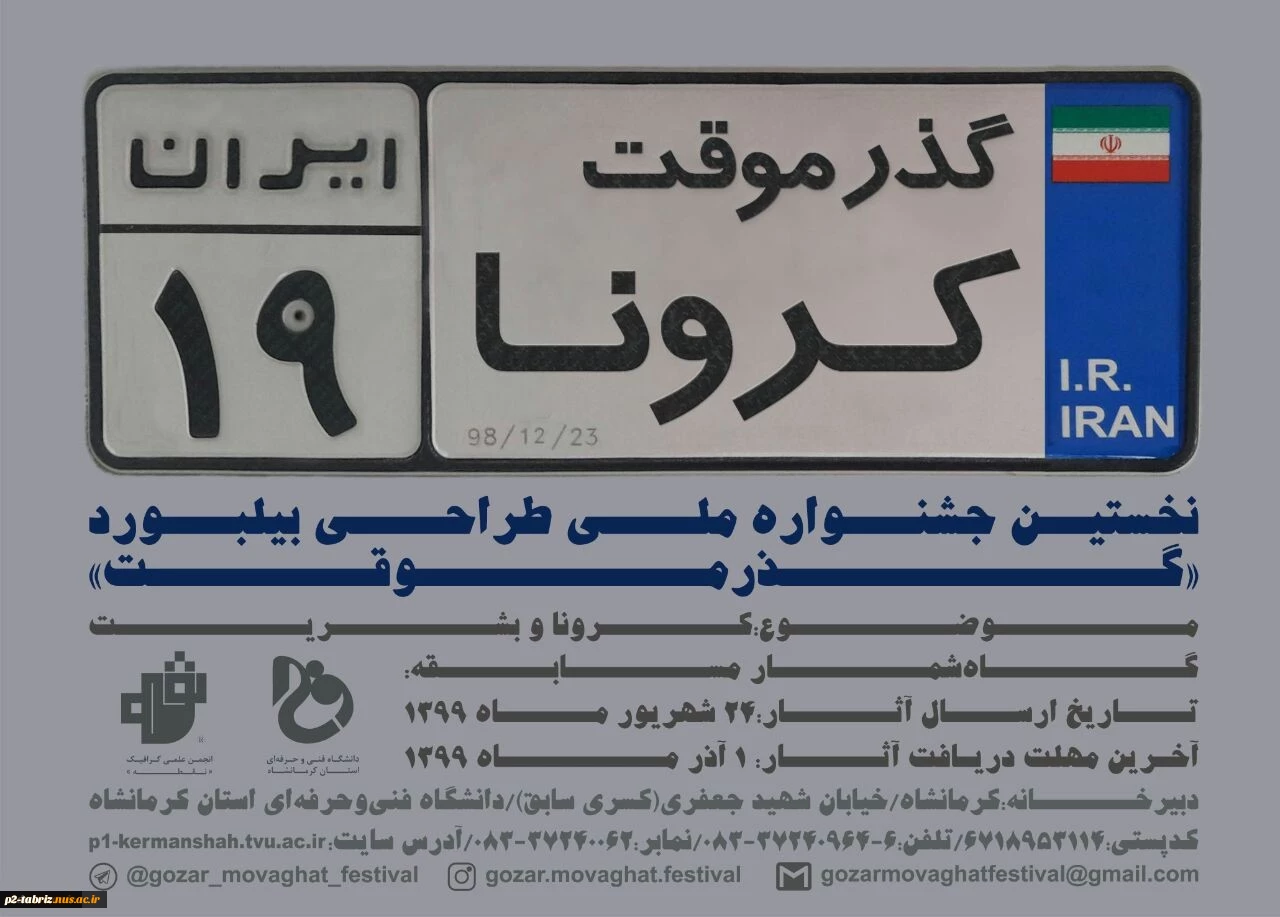 گذر موقت
کرونا
98/12/23
I.R.
IRAN
ایران
۱۹
نخستین جشنواره ملی طراحی بیلبورد
«گذر موقت»
موضوع:کرونا و بشریت
گاه‌شمار مسابقه:
تاریخ ارسال آثار:۲۴ شهریور ماه ۱۳۹۹
آخرین مهلت دریافت آثار: ۱ آذر ماه ۱۳۹۹
دانشگاه فنی و حرفه‌ای
استان کرمانشاه
نقطه
انجمن علمی گرافیک
« نقطه »
دبیرخانه:کرمانشاه/خیابان شهید جعفری(کسری سابق)/دانشگاه فنی‌وحرفه‌ای استان کرمانشاه
کدپستی:۶۷۱۸۹۵۳۱۱۴/تلفن:۶-۰۸۳-۳۷۲۴۰۹۶۴/نمابر:۰۸۳-۳۷۲۴۰۰۶۲/آدرس سایت:p1-kermanshah.tvu.ac.ir
@gozar_movaghat_festival gozar.movaghat.festival gozarmovaghatfestival@gmail.com
p2-tabriz.nus.ac.ir